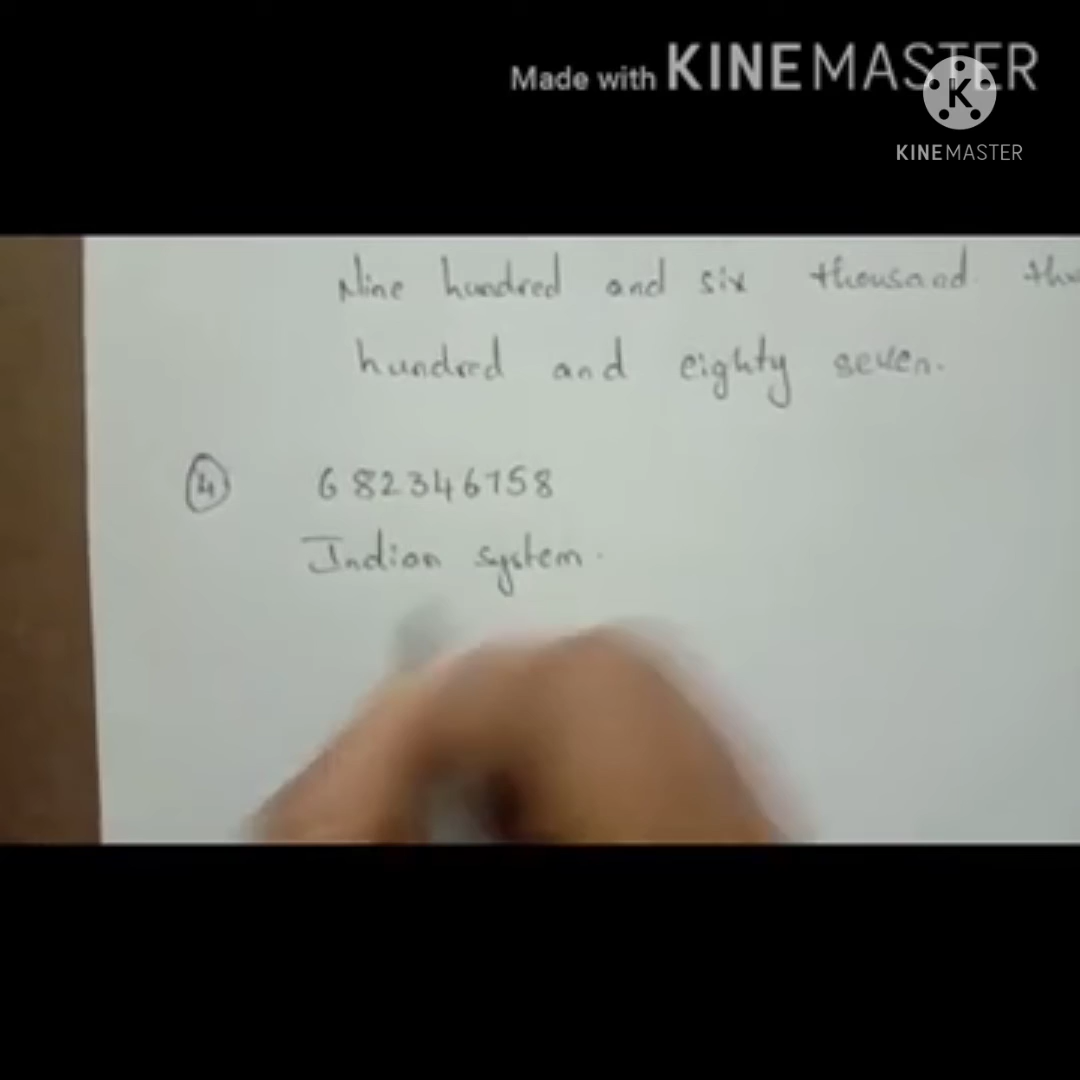 Made with KINEMASTER
KINEMASTER
Nine hundred and six thousand
hundred and eighty seven.
4 682346158
Indian system.